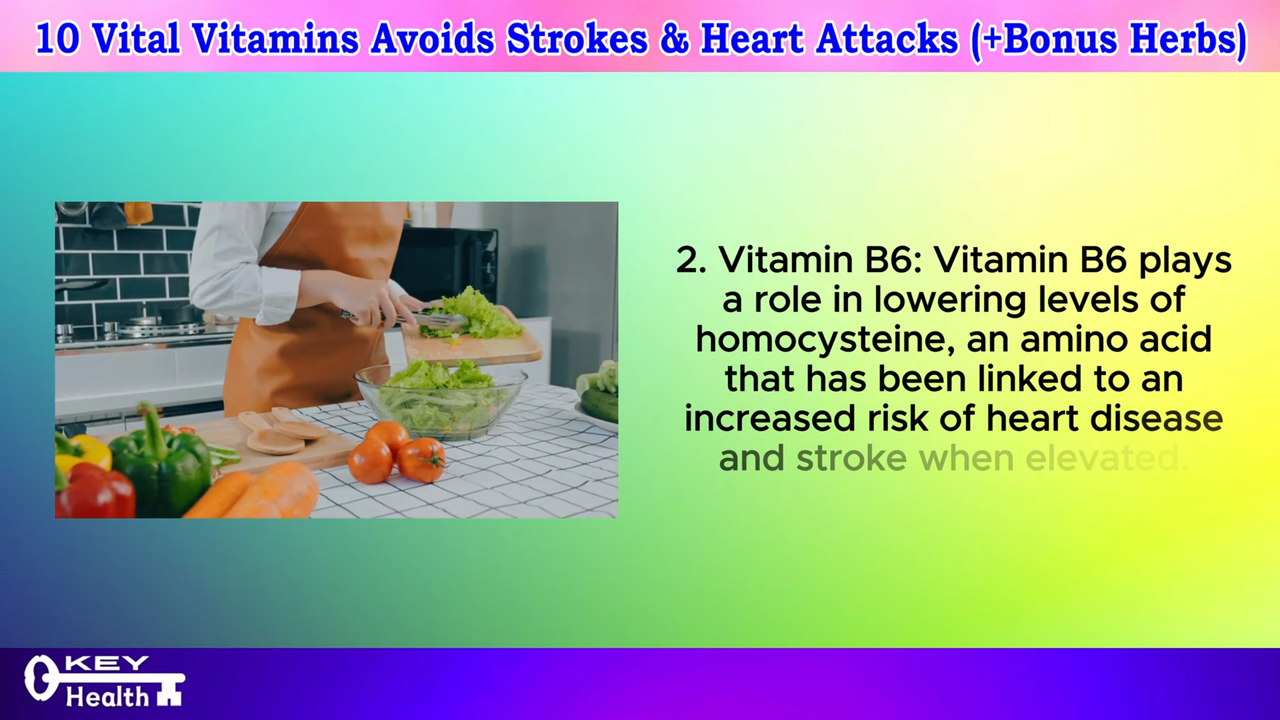 10 Vital Vitamins Avoids Strokes & Heart Attacks (+Bonus Herbs)
2. Vitamin B6: Vitamin B6 plays
a role in lowering levels of
homocysteine, an amino acid
that has been linked to an
increased risk of heart disease
and stroke when elevated.
KEY
Health